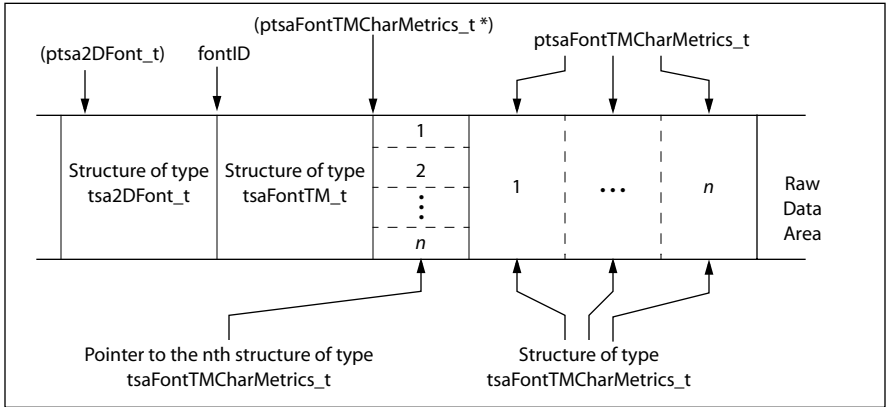 (ptsaFontTMCharMetrics_t *)
(ptsa2DFont_t)
fontID
ptsaFontTMCharMetrics_t
Structure of type
tsa2DFont_t
Structure of type
tsaFontTM_t
1
2
⋮
n
1
...
n
Raw
Data
Area
Pointer to the nth structure of type
tsaFontTMCharMetrics_t
Structure of type
tsaFontTMCharMetrics_t